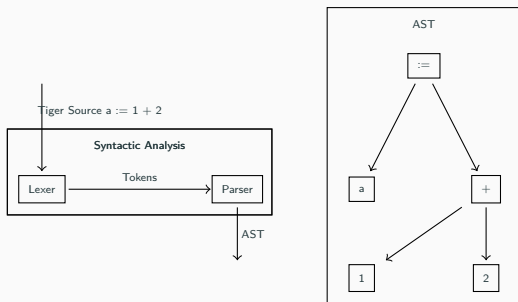 Tiger Source a := 1 + 2
Syntactic Analysis
Lexer
Tokens
Parser
AST
AST
:=
a
+
1
2